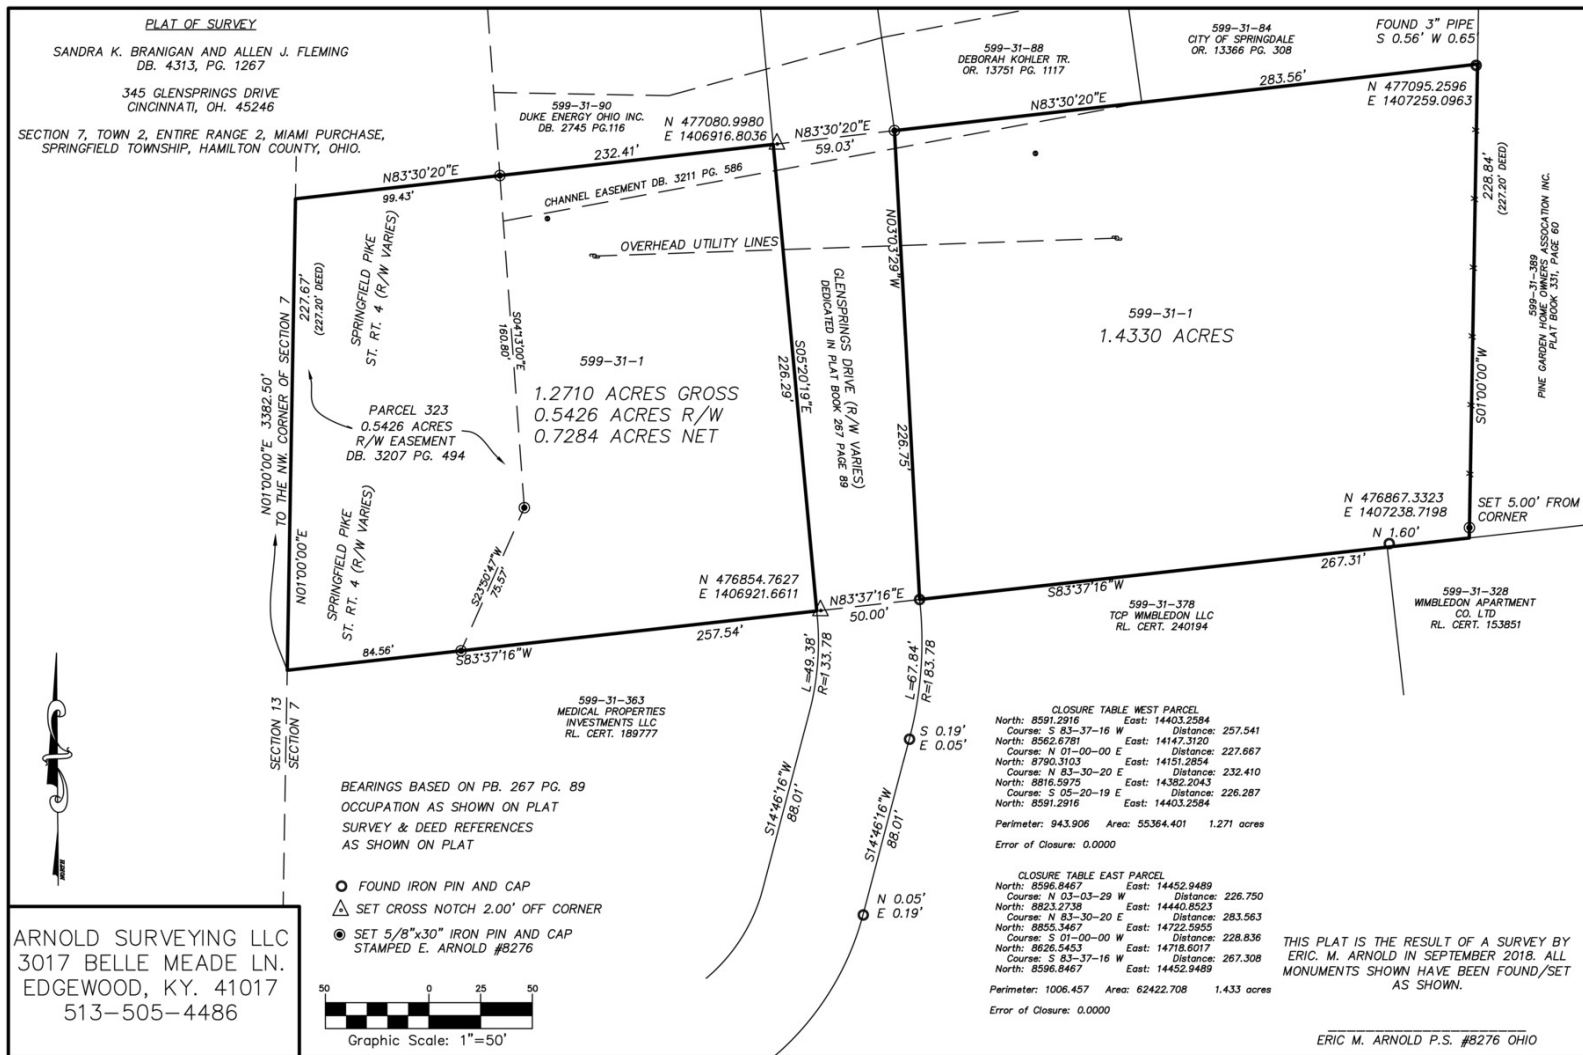 PLAT OF SURVEY
SANDRA K. BRANIGAN AND ALLEN J. FLEMING
DB. 4313, PG. 1267
345 GLENSPRINGS DRIVE
CINCINNATI, OH. 45246
SECTION 7, TOWN 2, ENTIRE RANGE 2, MIAMI PURCHASE,
SPRINGFIELD TOWNSHIP, HAMILTON COUNTY, OHIO.
599-31-90
DUKE ENERGY OHIO INC.
DB. 2745 PG.116
599-31-88
DEBORAH KOHLER TR.
OR. 13751 PG. 1117
599-31-84
CITY OF SPRINGDALE
OR. 13366 PG. 308
FOUND 3" PIPE
S 0.56' W 0.65'
N 477095.2596
E 1407259.0963
283.56'
N83°30'20"E
N 477080.9980
E 1406916.8036
N83°30'20"E
59.03'
232.41'
N83°30'20"E
99.43'
CHANNEL EASEMENT DB. 3211 PG. 586
OVERHEAD UTILITY LINES
SPRINGFIELD PIKE
ST. RT. 4 (R/W VARIES)
227.67'
(227.20' DEED)
N01°00'00"E 3382.50'
TO THE NW. CORNER OF SECTION 7
N01°00'00"E
S04°13'00"E
160.80'
599-31-1
1.2710 ACRES GROSS
0.5426 ACRES R/W
0.7284 ACRES NET
PARCEL 323
0.5426 ACRES
R/W EASEMENT
DB. 3207 PG. 494
SPRINGFIELD PIKE
ST. RT. 4 (R/W VARIES)
S23°50'47"W
75.57'
S05°20'19"E
226.29'
GLENSPRINGS DRIVE (R/W VARIES)
DEDICATED IN PLAT BOOK 267 PAGE 89
N03°03'29"W
226.75'
599-31-1
1.4330 ACRES
228.84'
(227.20' DEED)
S01°00'00"W
599-31-389
PINE GARDEN HOME OWNERS ASSOCATION INC.
PLAT BOOK 331, PAGE 60
N 476867.3323
E 1407238.7198
SET 5.00' FROM
CORNER
N 1.60'
267.31'
S83°37'16"W
N 476854.7627
E 1406921.6611
N83°37'16"E
50.00'
257.54'
S83°37'16"W
84.56'
599-31-363
MEDICAL PROPERTIES
INVESTMENTS LLC
RL. CERT. 189777
599-31-378
TCP WIMBLEDON LLC
RL. CERT. 240194
599-31-328
WIMBLEDON APARTMENT
CO. LTD
RL. CERT. 153851
SECTION 13
SECTION 7
L=49.38'
R=133.78
L=67.84'
R=183.78
S 0.19'
E 0.05'
S14°46'16"W
88.01'
S14°46'16"W
88.01'
N 0.05'
E 0.19'
BEARINGS BASED ON PB. 267 PG. 89
OCCUPATION AS SHOWN ON PLAT
SURVEY & DEED REFERENCES
AS SHOWN ON PLAT
FOUND IRON PIN AND CAP
SET CROSS NOTCH 2.00' OFF CORNER
SET 5/8"x30" IRON PIN AND CAP
STAMPED E. ARNOLD #8276
50 0 25 50
Graphic Scale: 1"=50'
CLOSURE TABLE WEST PARCEL
North: 8591.2916 East: 14403.2584
Course: S 83-37-16 W Distance: 257.541
North: 8562.6781 East: 14147.3120
Course: N 01-00-00 E Distance: 227.667
North: 8790.3103 East: 14151.2854
Course: N 83-30-20 E Distance: 232.410
North: 8816.5975 East: 14382.2043
Course: S 05-20-19 E Distance: 226.287
North: 8591.2916 East: 14403.2584
Perimeter: 943.906 Area: 55364.401 1.271 acres
Error of Closure: 0.0000
CLOSURE TABLE EAST PARCEL
North: 8596.8467 East: 14452.9489
Course: N 03-03-29 W Distance: 226.750
North: 8823.2738 East: 14440.8523
Course: N 83-30-20 E Distance: 283.563
North: 8855.3467 East: 14722.5955
Course: S 01-00-00 W Distance: 228.836
North: 8626.5453 East: 14718.6017
Course: S 83-37-16 W Distance: 267.308
North: 8596.8467 East: 14452.9489
Perimeter: 1006.457 Area: 62422.708 1.433 acres
Error of Closure: 0.0000
THIS PLAT IS THE RESULT OF A SURVEY BY
ERIC. M. ARNOLD IN SEPTEMBER 2018. ALL
MONUMENTS SHOWN HAVE BEEN FOUND/SET
AS SHOWN.
ERIC M. ARNOLD P.S. #8276 OHIO
ARNOLD SURVEYING LLC
3017 BELLE MEADE LN.
EDGEWOOD, KY. 41017
513-505-4486